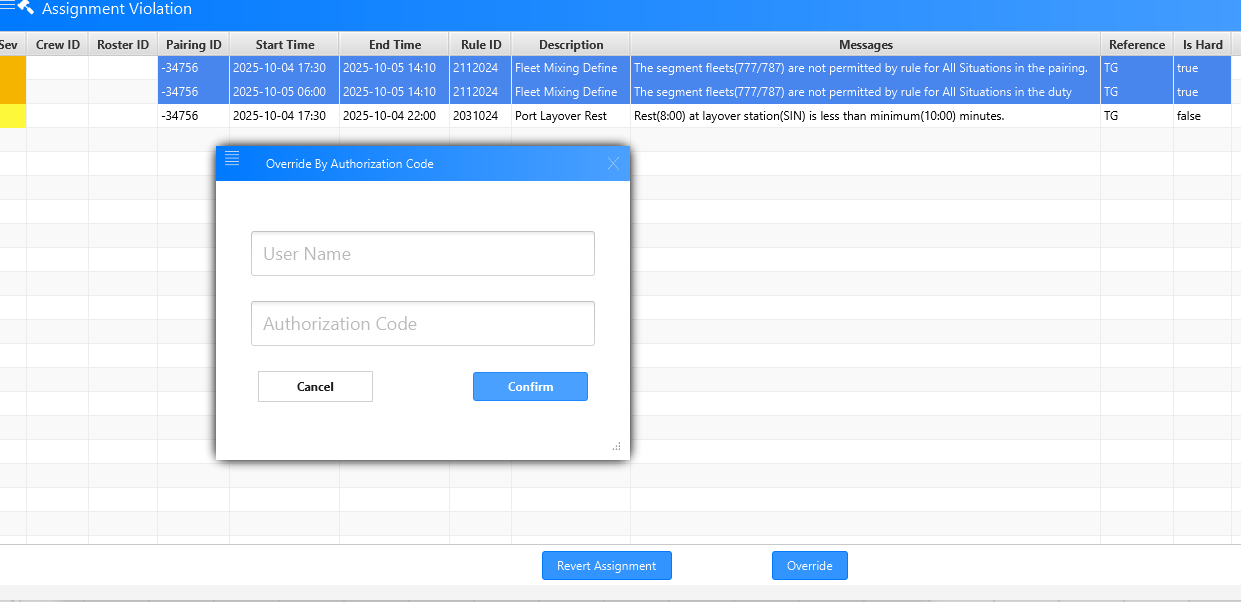 Assignment Violation
Sev Crew ID Roster ID Pairing ID Start Time End Time Rule ID Description Messages Reference Is Hard
-34756 2025-10-04 17:30 2025-10-05 14:10 2112024 Fleet Mixing Define The segment fleets(777/787) are not permitted by rule for All Situations in the pairing. TG true
-34756 2025-10-05 06:00 2025-10-05 14:10 2112024 Fleet Mixing Define The segment fleets(777/787) are not permitted by rule for All Situations in the duty TG true
-34756 2025-10-04 17:30 2025-10-04 22:00 2031024 Port Layover Rest Rest(8:00) at layover station(SIN) is less than minimum(10:00) minutes. TG false
Override By Authorization Code
User Name
Authorization Code
Cancel Confirm
Revert Assignment Override